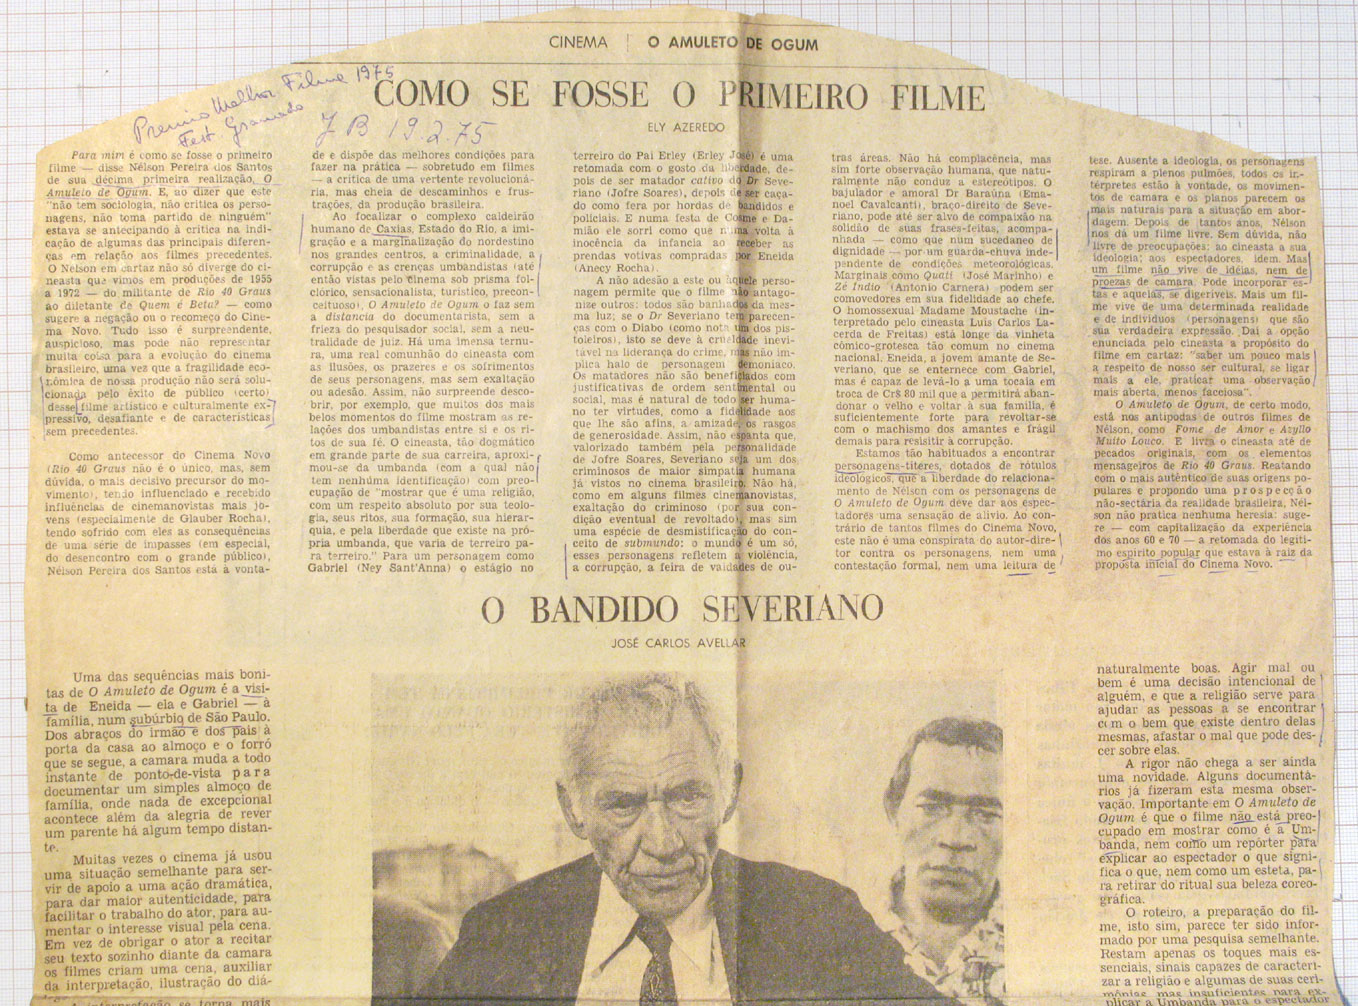 CINEMA | O AMULETO DE OGUM
Premio Melhor Filme 1975
Fest. Gramado
COMO SE FOSSE O PRIMEIRO FILME
JB 19.2.75
ELY AZEREDO
Para mim é como se fosse o primeiro
filme — disse Nélson Pereira dos Santos
de sua décima primeira realização, O
Amuleto de Ogum. E, ao dizer que este
"não tem sociologia, não critica os perso-
nagens, não toma partido de ninguém"
estava se antecipando à crítica na indi-
cação de algumas das principais diferen-
ças em relação aos filmes precedentes.
O Nélson em cartaz não só diverge do ci-
neasta que vimos em produções de 1955
a 1972 — do militante de Rio 40 Graus
ao diletante de Quem é Beta? — como
sugere a negação ou o recomeço do Cine-
ma Novo. Tudo isso é surpreendente,
auspicioso, mas pode não representar
muita coisa para a evolução do cinema
brasileiro, uma vez que a fragilidade eco-
nômica de nossa produção não será solu-
cionada pelo êxito de público (certo)
desse filme artístico e culturalmente ex-
pressivo, desafiante de características
sem precedentes.
Como antecessor do Cinema Novo
(Rio 40 Graus não é o único, mas, sem
dúvida, o mais decisivo percursor do mo-
vimento), tendo influenciado e recebido
influências de cinemanovistas mais jo-
vens (especialmente de Glauber Rocha),
tendo sofrido com eles as consequências
de uma série de impasses (em especial,
do desencontro com o grande público),
Nélson Pereira dos Santos está à vonta-
de e dispõe das melhores condições para
fazer na prática — sobretudo em filmes
— a crítica de uma vertente revolucioná-
ria, mas cheia de descaminhos e frus-
trações, da produção brasileira.
Ao focalizar o complexo caldeirão
humano de Caxias, Estado do Rio, a imi-
gração e a marginalização do nordestino
nos grandes centros, a criminalidade, a
corrupção e as crenças umbandistas (até
então vistas pelo cinema sob prisma fol-
clórico, sensacionalista, turístico, precon-
ceituoso), O Amuleto de Ogum o faz sem
a distancia do documentarista, sem a
frieza do pesquisador social, sem a neu-
tralidade de juiz. Há uma imensa ternu-
ra, uma real comunhão do cineasta com
as ilusões, os prazeres e os sofrimentos
de seus personagens, mas sem exaltação
ou adesão. Assim, não surpreende desco-
brir, por exemplo, que muitos dos mais
belos momentos do filme mostram as re-
lações dos umbandistas entre si e os ri-
tos de sua fé. O cineasta, tão dogmático
em grande parte de sua carreira, aproxi-
mou-se da umbanda (com a qual não
tem nenhúma identificação) com preo-
cupação de "mostrar que é uma religião,
com um respeito absoluto por sua teolo-
gia, seus ritos, sua formação, sua hierar-
quia, e pela liberdade que existe na pró-
pria umbanda, que varia de terreiro pa-
ra terreiro." Para um personagem como
Gabriel (Ney Sant'Anna) o estágio no
terreiro do Pai Erley (Erley José) é uma
retomada com o gosto da liberdade, de-
pois de ser matador cativo do Dr Seve-
riano (Jofre Soares), depois de ser caça-
do como fera por hordas de bandidos e
policiais. E numa festa de Cosme e Da-
mião ele sorri como que numa volta à
inocência da infancia ao receber as
prendas votivas compradas por Eneida
(Anecy Rocha).
A não adesão a este ou àquele perso-
nagem permite que o filme não antago-
nize outros: todos são banhados da mes-
ma luz; se o Dr Severiano tem parecen-
ças com o Diabo (como nota um dos pis-
toleiros), isto se deve à crueldade inevi-
tável na liderança do crime, mas não im-
plica halo de personagem demoníaco.
Os matadores não são beneficiados com
justificativas de ordem sentimental ou
social, mas é natural de todo ser huma-
no ter virtudes, como a fidelidade aos
que lhe são afins, a amizade, os rasgos
de generosidade. Assim, não espanta que,
valorizado também pela personalidade
de Jofre Soares, Severiano seja um dos
criminosos de maior simpatia humana
já vistos no cinema brasileiro. Não há,
como em alguns filmes cinemanovistas,
exaltação do criminoso (por sua con-
dição eventual de revoltado), mas sim
uma espécie de desmistificação do con-
ceito de submundo: o mundo é um só,
esses personagens refletem a violência,
a corrupção, a feira de vaidades de ou-
tras áreas. Não há complacência, mas
sim forte observação humana, que natu-
ralmente não conduz a estereótipos. O
bajulador e amoral Dr Baraúna (Ema-
noel Cavalcanti), braço-direito de Seve-
riano, pode até ser alvo de compaixão na
solidão de suas frases-feitas, acompa-
nhada — como que num sucedaneo de
dignidade — por um guarda-chuva inde-
pendente de condições meteorológicas.
Marginais como Quati (José Marinho) e
Zé Índio (Antonio Carnera) podem ser
comovedores em sua fidelidade ao chefe.
O homossexual Madame Moustache (in-
terpretado pelo cineasta Luís Carlos La-
cerda de Freitas) está longe da vinheta
cômico-grotesca tão comum no cinema
nacional. Eneida, a jovem amante de Se-
veriano, que se enternece com Gabriel,
mas é capaz de levá-lo a uma tocaia em
troca de Cr$ 80 mil que a permitirá aban-
donar o velho e voltar à sua família, é
suficientemente forte para revoltar-se
com o machismo dos amantes e frágil
demais para resisitir à corrupção.
Estamos tão habituados a encontrar
personagens-títeres, dotados de rótulos
ideológicos, que a liberdade do relaciona-
mento de Nélson com os personagens de
O Amuleto de Ogum deve dar aos espec-
tadores uma sensação de alívio. Ao con-
trário de tantos filmes do Cinema Novo,
este não é uma conspirata do autor-dire-
tor contra os personagens, nem uma
contestação formal, nem uma leitura de
tese. Ausente a ideologia, os personagens
respiram a plenos pulmões, todos os in-
térpretes estão à vontade, os movimen-
tos de camara e os planos parecem os
mais naturais para a situação em abor-
dagem. Depois de tantos anos, Nélson
nos dá um filme livre. Sem dúvida, não
livre de preocupações: ao cineasta a sua
ideologia; aos espectadores, idem. Mas
um filme não vive de idéias, nem de
proezas de camara. Pode incorporar es-
tas e aquelas, se digeríveis. Mais um fil-
me vive de uma determinada realidade
e de indivíduos (personagens) que são
sua verdadeira expressão. Daí a opção
enunciada pelo cineasta a propósito do
filme em cartaz: "saber um pouco mais
a respeito de nosso ser cultural, se ligar
mais a ele, praticar uma observação
mais aberta, menos facciosa".
O Amuleto de Ogum, de certo modo,
está nos antípodas de outros filmes de
Nélson, como Fome de Amor e Azyllo
Muito Louco. E livra o cineasta até de
pecados originais, com os elementos
mensageiros de Rio 40 Graus. Reatando
com o mais autêntico de suas origens po-
pulares e propondo uma prospecção
não-sectária da realidade brasileira, Nél-
son não pratica nenhuma heresia: suge-
re — com capitalização da experiência
dos anos 60 e 70 — a retomada do legíti-
mo espírito popular que estava à raiz da
proposta inicial do Cinema Novo.
O BANDIDO SEVERIANO
JOSÉ CARLOS AVELLAR
Uma das sequências mais boni-
tas de O Amuleto de Ogum é a visi-
ta de Eneida — ela e Gabriel — à
família, num subúrbio de São Paulo.
Dos abraços do irmão e dos pais à
porta da casa ao almoço e o forró
que se segue, a camara muda a todo
instante de ponto-de-vista para
documentar um simples almoço de
família, onde nada de excepcional
acontece além da alegria de rever
um parente há algum tempo distan-
te.
Muitas vezes o cinema já usou
uma situação semelhante para ser-
vir de apoio a uma ação dramática,
para dar maior autenticidade, para
facilitar o trabalho do ator, para au-
mentar o interesse visual pela cena.
Em vez de obrigar o ator a recitar
seu texto sozinho diante da camara
os filmes criam uma cena, auxiliar
da interpretação, ilustração do diá-
logo.
A interpretação se torna mais
naturalmente boas. Agir mal ou
bem é uma decisão intencional de
alguém, e que a religião serve para
ajudar as pessoas a se encontrar
com o bem que existe dentro delas
mesmas, afastar o mal que pode des-
cer sobre elas.
A rigor não chega a ser ainda
uma novidade. Alguns documentá-
rios já fizeram esta mesma obser-
vação. Importante em O Amuleto de
Ogum é que o filme não está preo-
cupado em mostrar como é a Um-
banda, nem como um repórter para
explicar ao espectador o que signi-
fica o que, nem como um esteta, pa-
ra retirar do ritual sua beleza coreo-
gráfica.
O roteiro, a preparação do fil-
me, isto sim, parece ter sido infor-
mado por uma pesquisa semelhante.
Restam apenas os toques mais es-
senciais, sinais capazes de caracteri-
zar a religião e algumas de suas ceri-
mônias mas insuficientes para ex-
plicar a Umbanda para o espectador